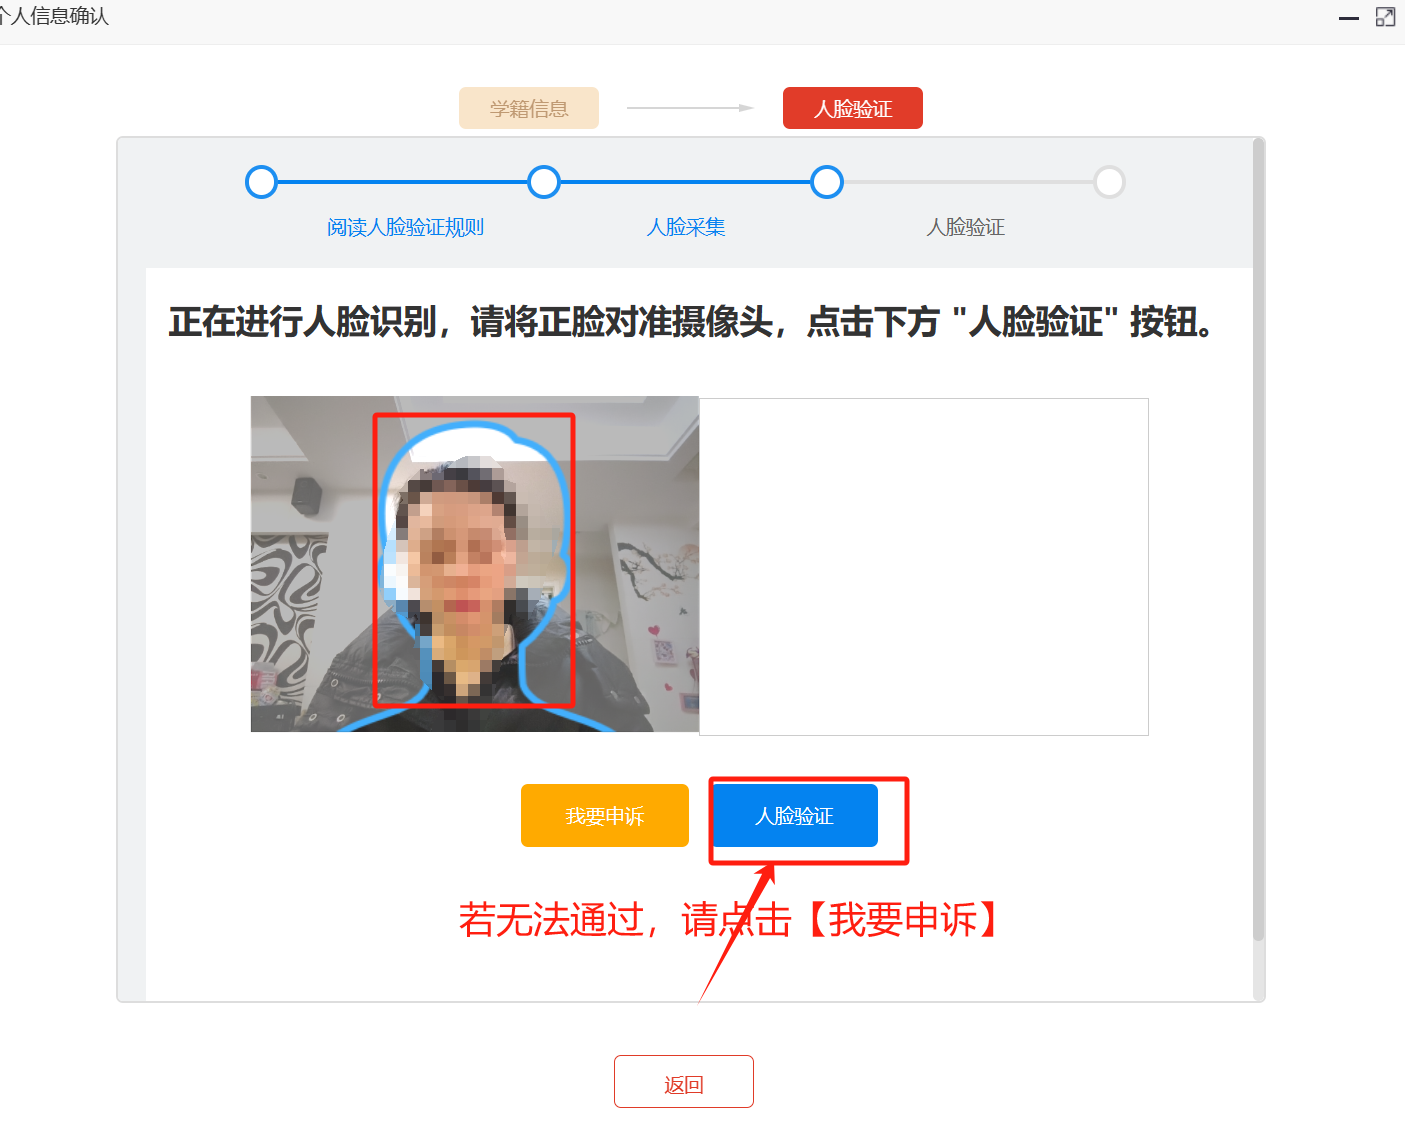 个人信息确认
学籍信息
人脸验证
阅读人脸验证规则
人脸采集
人脸验证
正在进行人脸识别，请将正脸对准摄像头，点击下方 "人脸验证" 按钮。
我要申诉
人脸验证
若无法通过，请点击【我要申诉】
返回